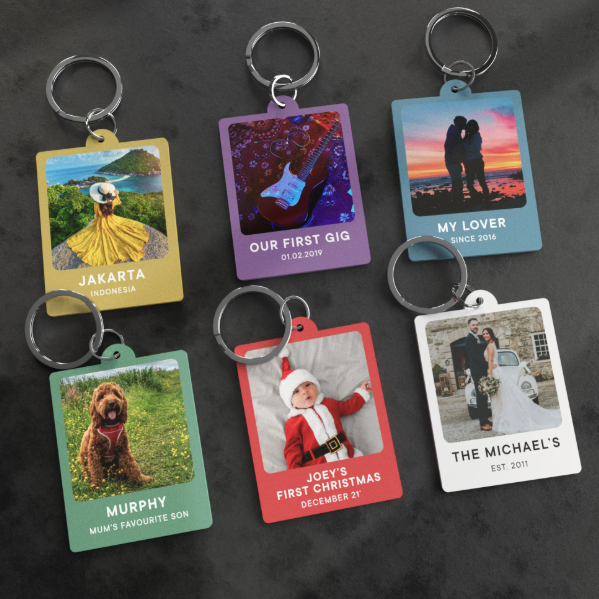 JAKARTA
INDONESIA
OUR FIRST GIG
01.02.2019
MY LOVER
SINCE 2016
MURPHY
MUM'S FAVOURITE SON
JOEY'S
FIRST CHRISTMAS
DECEMBER 21'
THE MICHAEL'S
EST. 2011